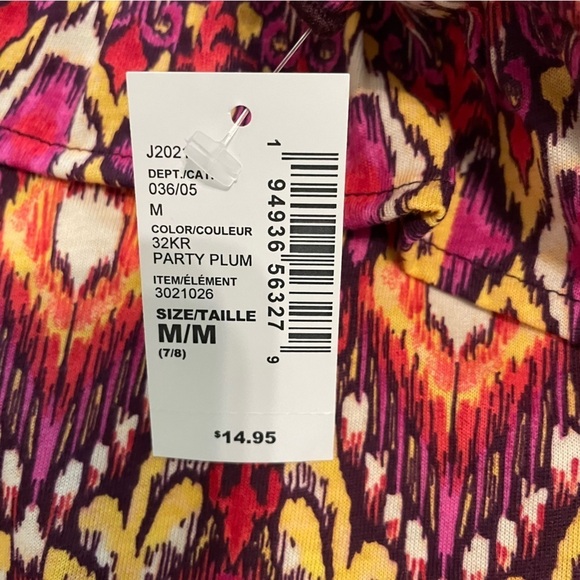 J2021
DEPT./CAT.
036/05
M
COLOR/COULEUR
32KR
PARTY PLUM
ITEM/ÉLÉMENT
3021026
SIZE/TAILLE
M/M
(7/8)
$14.95
1 94936 56327 9